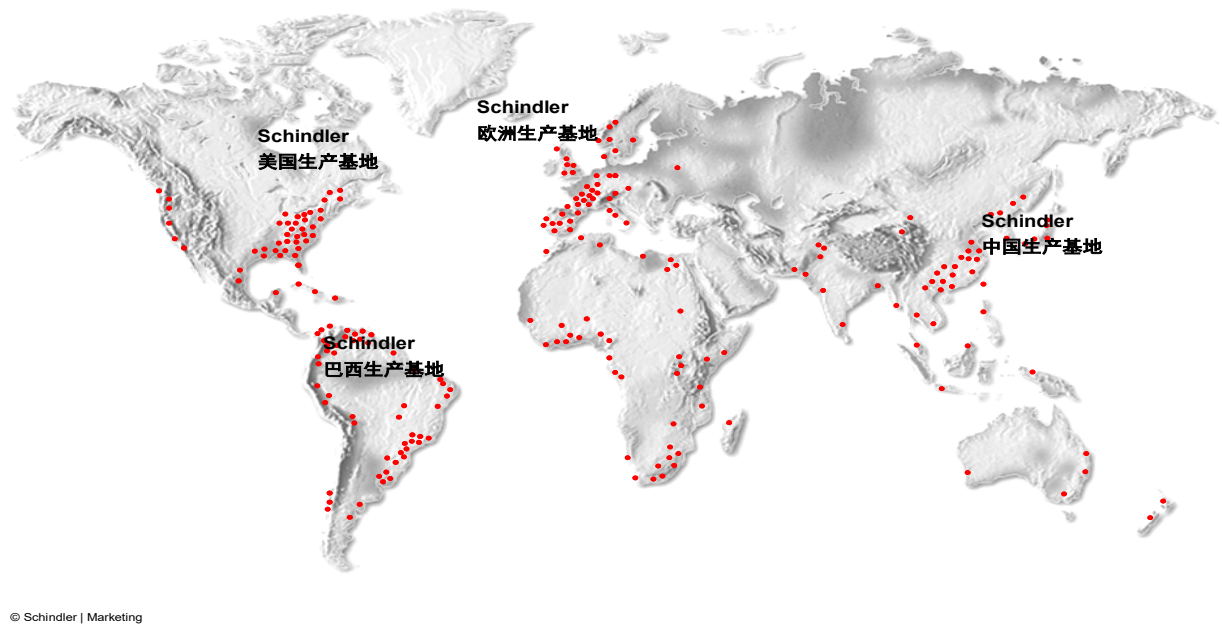 Schindler
欧洲生产基地
Schindler
美国生产基地
Schindler
中国生产基地
Schindler
巴西生产基地
© Schindler | Marketing